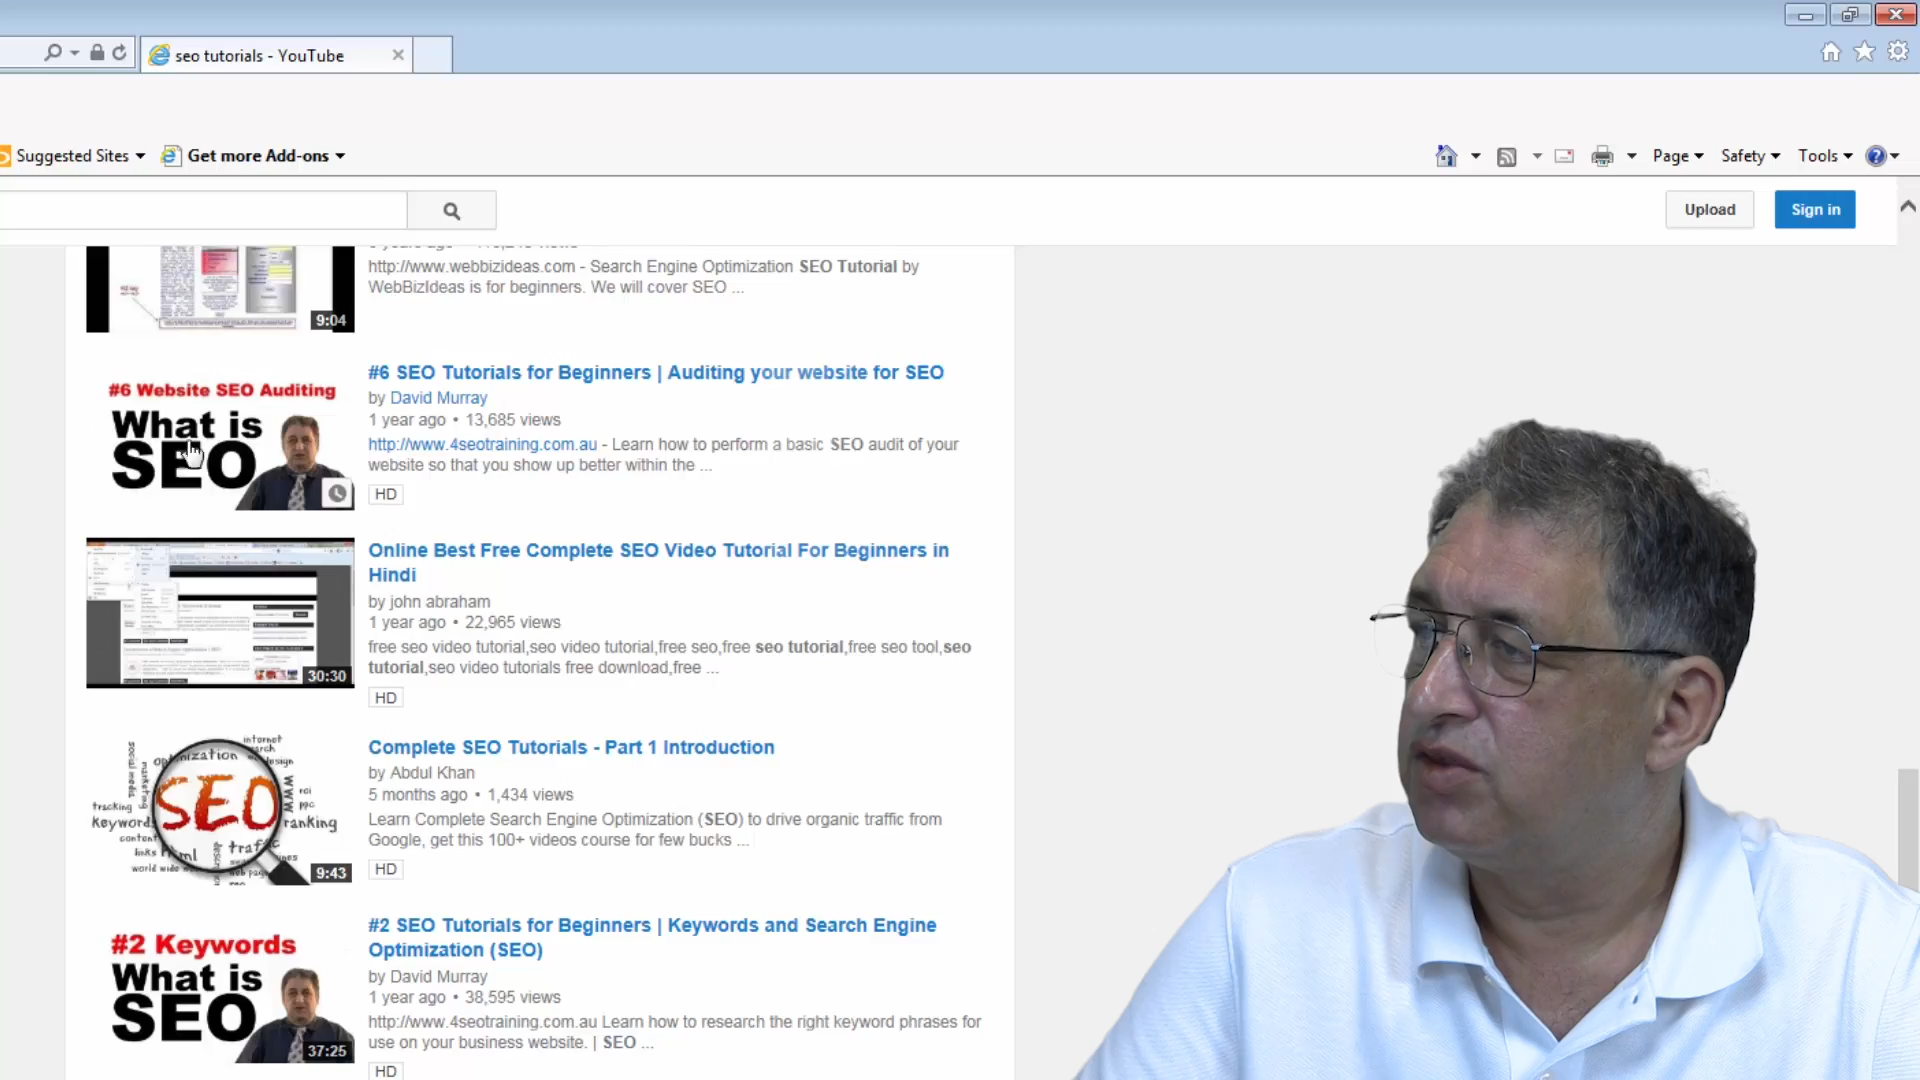 seo tutorials - YouTube
Suggested Sites
Get more Add-ons
Page
Safety
Tools
Upload
Sign in
http://www.webbizideas.com - Search Engine Optimization SEO Tutorial by
WebBizIdeas is for beginners. We will cover SEO ...
9:04
#6 Website SEO Auditing
What is
SEO
#6 SEO Tutorials for Beginners | Auditing your website for SEO
by David Murray
1 year ago • 13,685 views
http://www.4seotraining.com.au - Learn how to perform a basic SEO audit of your
website so that you show up better within the ...
HD
30:30
Online Best Free Complete SEO Video Tutorial For Beginners in
Hindi
by john abraham
1 year ago • 22,965 views
free seo video tutorial,seo video tutorial,free seo,free seo tutorial,free seo tool,seo
tutorial,seo video tutorials free download,free ...
HD
internet
social media
marketing
SEO
www
roi
ppc
tracking
ranking
content
links
9:43
Complete SEO Tutorials - Part 1 Introduction
by Abdul Khan
5 months ago • 1,434 views
Learn Complete Search Engine Optimization (SEO) to drive organic traffic from
Google, get this 100+ videos course for few bucks ...
HD
#2 Keywords
What is
SEO
37:25
#2 SEO Tutorials for Beginners | Keywords and Search Engine
Optimization (SEO)
by David Murray
1 year ago • 38,595 views
http://www.4seotraining.com.au Learn how to research the right keyword phrases for
use on your business website. | SEO ...
HD